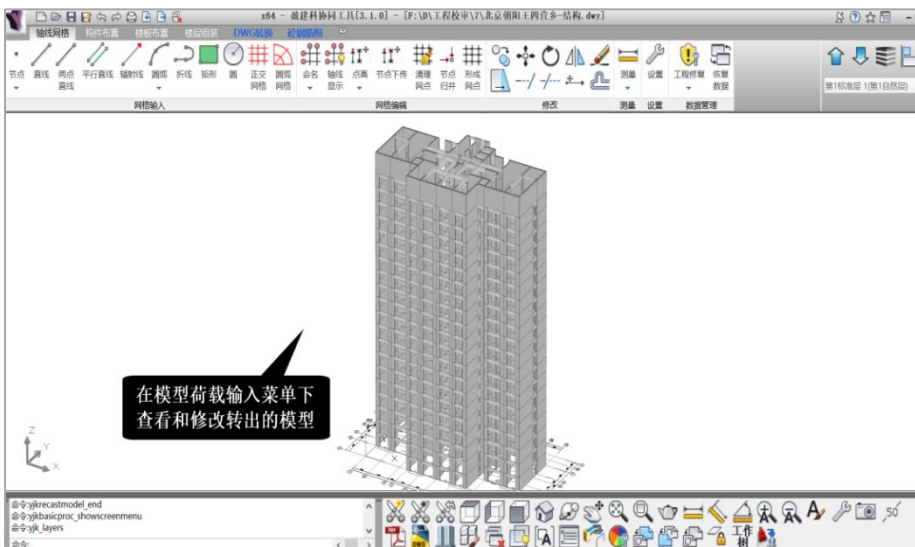 x64 - 盈建科协同工具[3.1.0] - [F:\D\工程校审\7\北京朝阳王四营乡-结构.dwy]
轴线网格 构件布置 楼板布置 楼层组装 DWG转换 砼钢筋图
节点 直线 两点直线 平行直线 辐射线 圆弧 折线 矩形 圆 正交网格 圆弧网格 命名 轴线显示 点高 节点下传 清理网点 节点归并 形成网点 测量 设置 工程修复 恢复数据
第1标准层 1(第1自然层)
网格输入 网格编辑 修改 测量 设置 数据管理
在模型荷载输入菜单下
查看和修改转出的模型
Z
Y
X
命令:yjkrecastmodel_end
命令:yjkbasicproc_showscreenmenu
命令:yjk_layers
命令:
50
PDF DWG 工作树